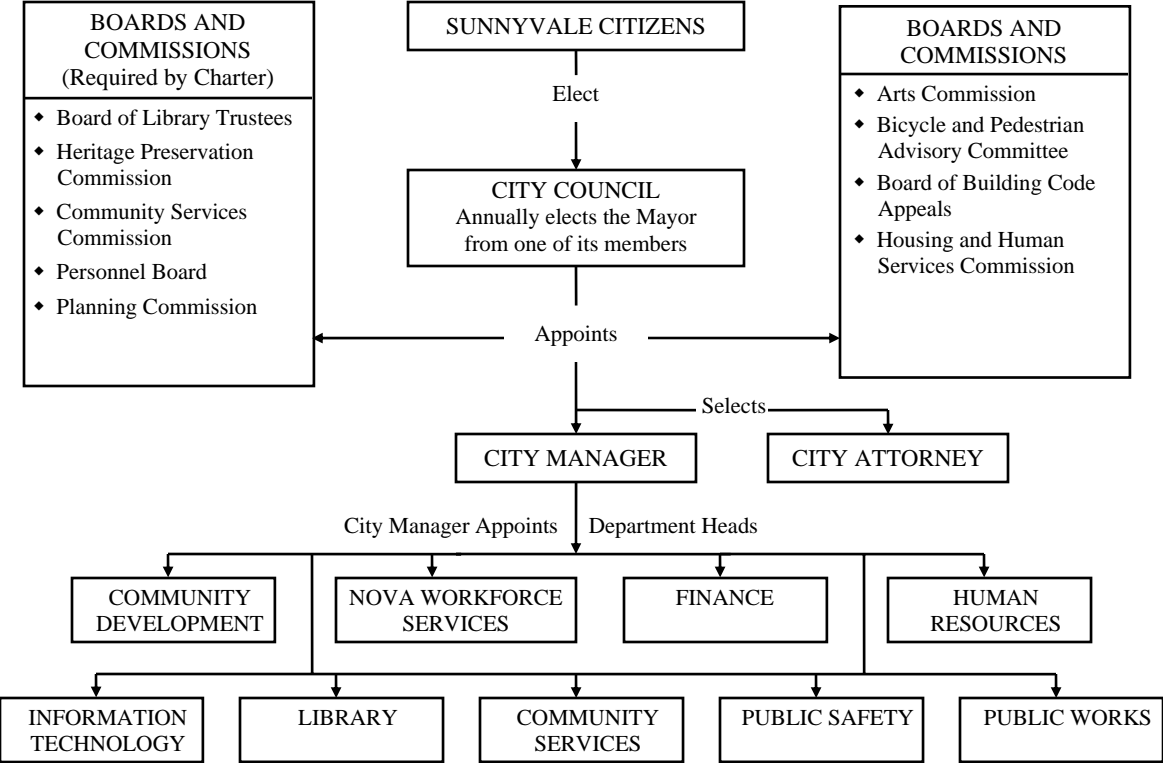 BOARDS AND
COMMISSIONS
(Required by Charter)
◆ Board of Library Trustees
◆ Heritage Preservation
Commission
◆ Community Services
Commission
◆ Personnel Board
◆ Planning Commission
SUNNYVALE CITIZENS
Elect
CITY COUNCIL
Annually elects the Mayor
from one of its members
BOARDS AND
COMMISSIONS
◆ Arts Commission
◆ Bicycle and Pedestrian
Advisory Committee
◆ Board of Building Code
Appeals
◆ Housing and Human
Services Commission
Appoints
Selects
CITY MANAGER
CITY ATTORNEY
City Manager Appoints Department Heads
COMMUNITY
DEVELOPMENT
NOVA WORKFORCE
SERVICES
FINANCE
HUMAN
RESOURCES
INFORMATION
TECHNOLOGY
LIBRARY
COMMUNITY
SERVICES
PUBLIC SAFETY
PUBLIC WORKS